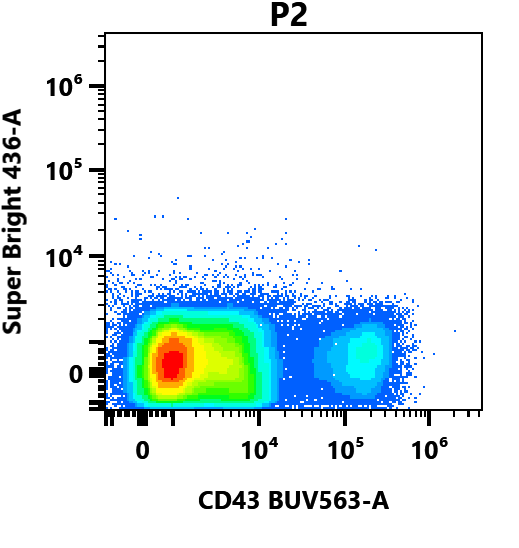 P2
Super Bright 436-A
10⁶
10⁵
10⁴
0
0 10⁴ 10⁵ 10⁶
CD43 BUV563-A